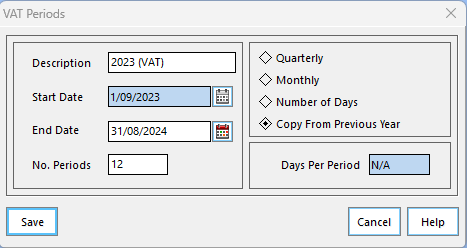 VAT Periods
Description 2023 (VAT)
Start Date 1/09/2023
End Date 31/08/2024
No. Periods 12
Quarterly
Monthly
Number of Days
Copy From Previous Year
Days Per Period N/A
Save Cancel Help